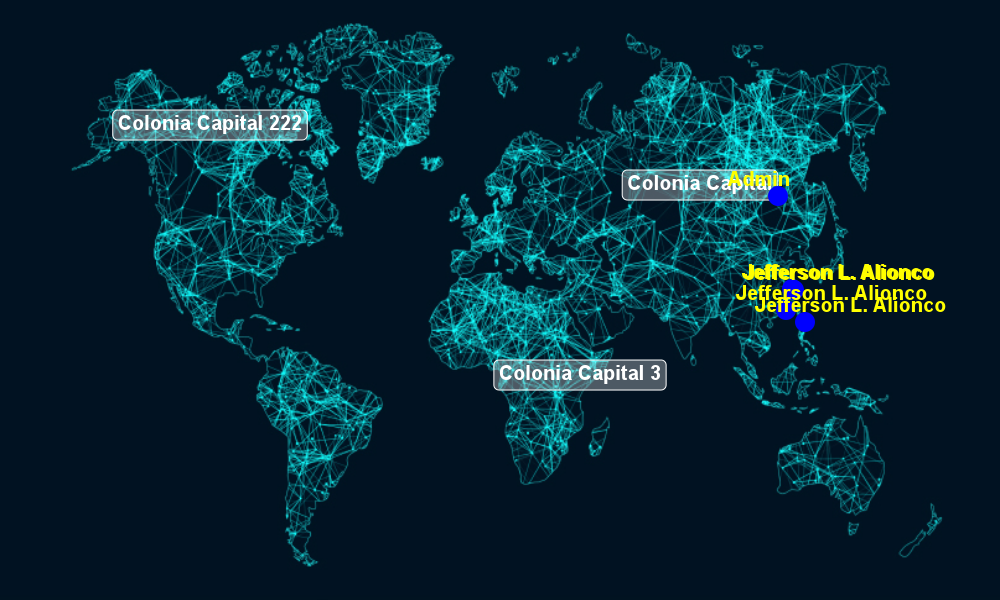 Colonia Capital 222
Colonia Capital
Admin
Jefferson L. Alionco
Jefferson L. Alionco
Jefferson L. Alionco
Colonia Capital 3